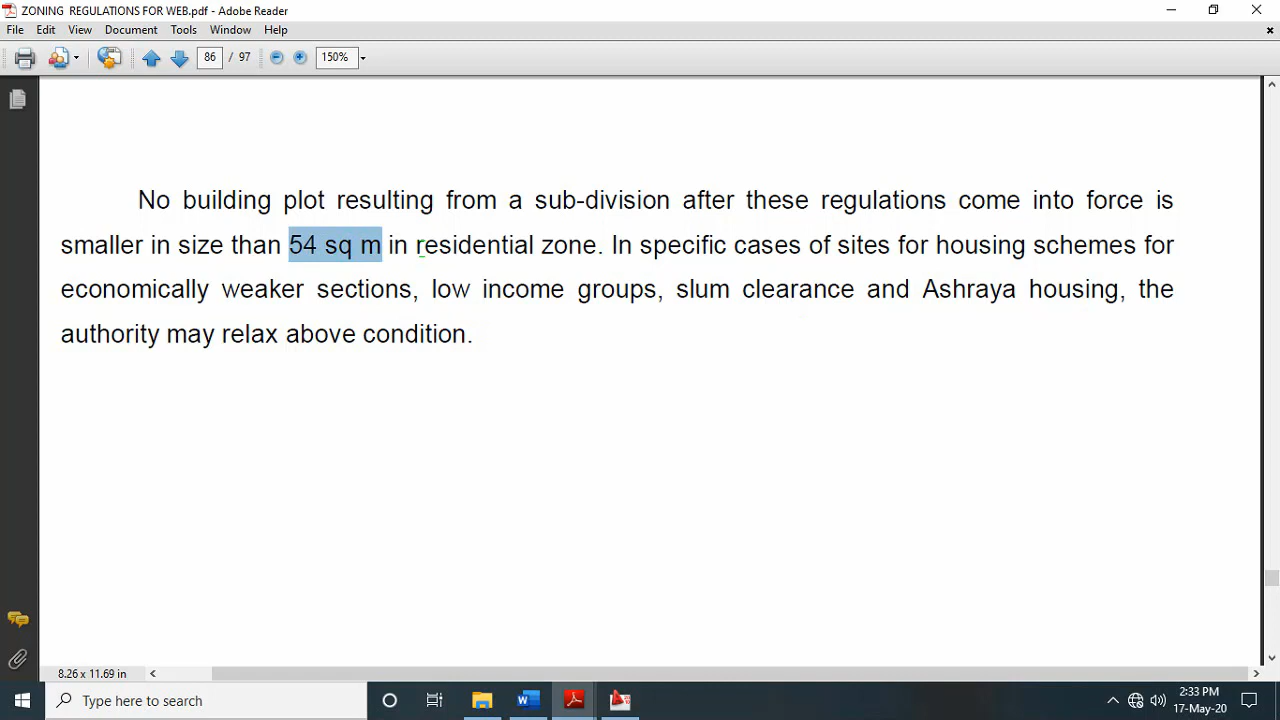 ZONING REGULATIONS FOR WEB.pdf - Adobe Reader
File Edit View Document Tools Window Help
86 / 97 150%
No building plot resulting from a sub-division after these regulations come into force is
smaller in size than 54 sq m in residential zone. In specific cases of sites for housing schemes for
economically weaker sections, low income groups, slum clearance and Ashraya housing, the
authority may relax above condition.
8.26 x 11.69 in
Type here to search
2:33 PM
17-May-20